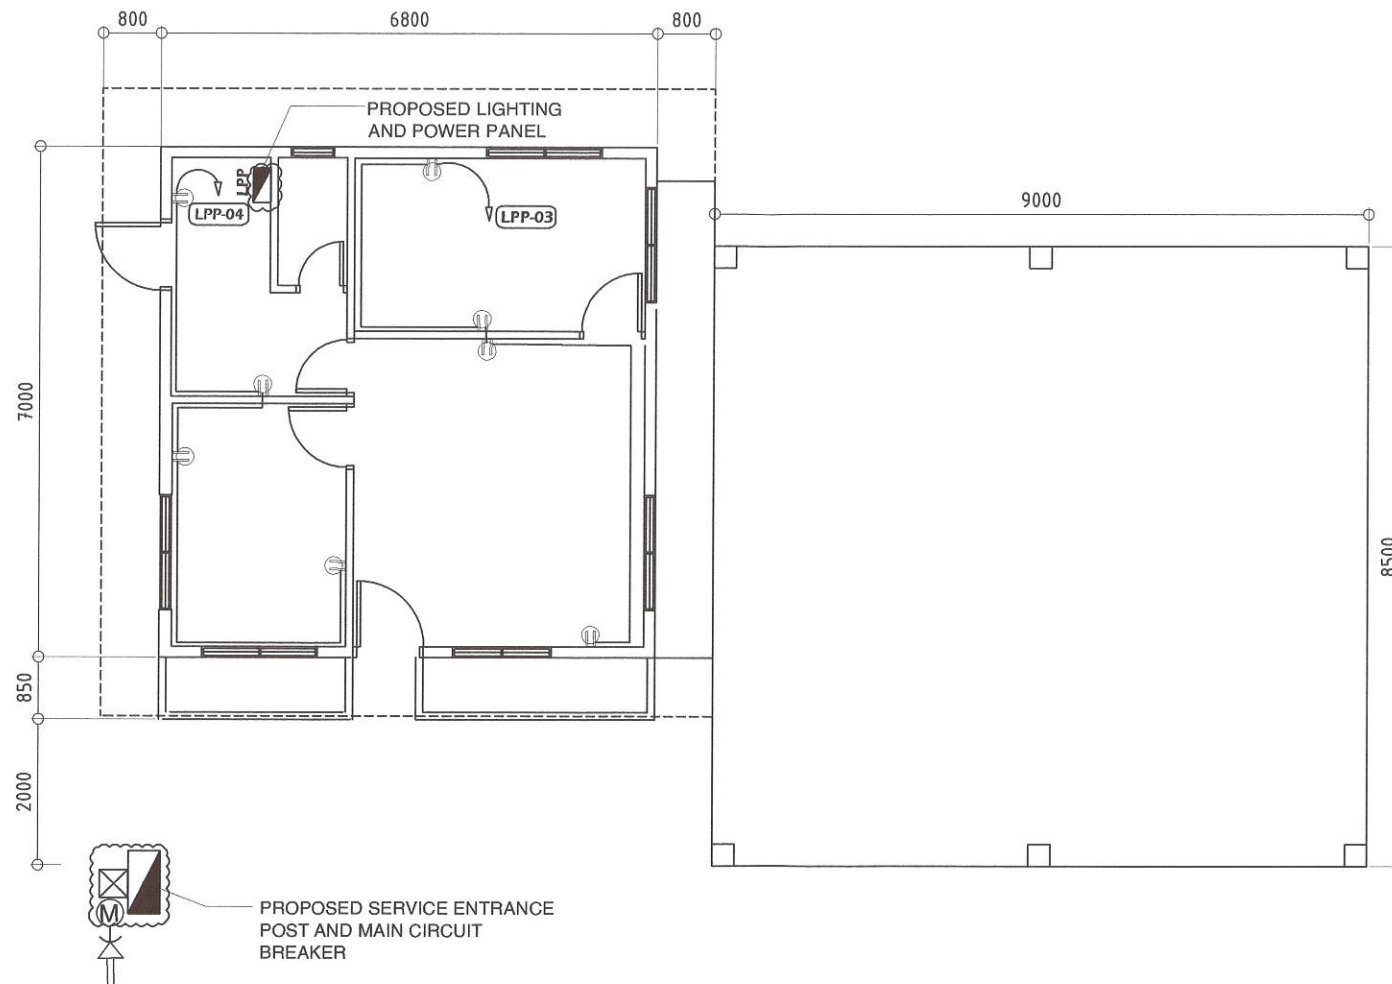 800
6800
800
PROPOSED LIGHTING
AND POWER PANEL
LPP
LPP-04
LPP-03
9000
7000
8500
850
2000
M
PROPOSED SERVICE ENTRANCE
POST AND MAIN CIRCUIT
BREAKER